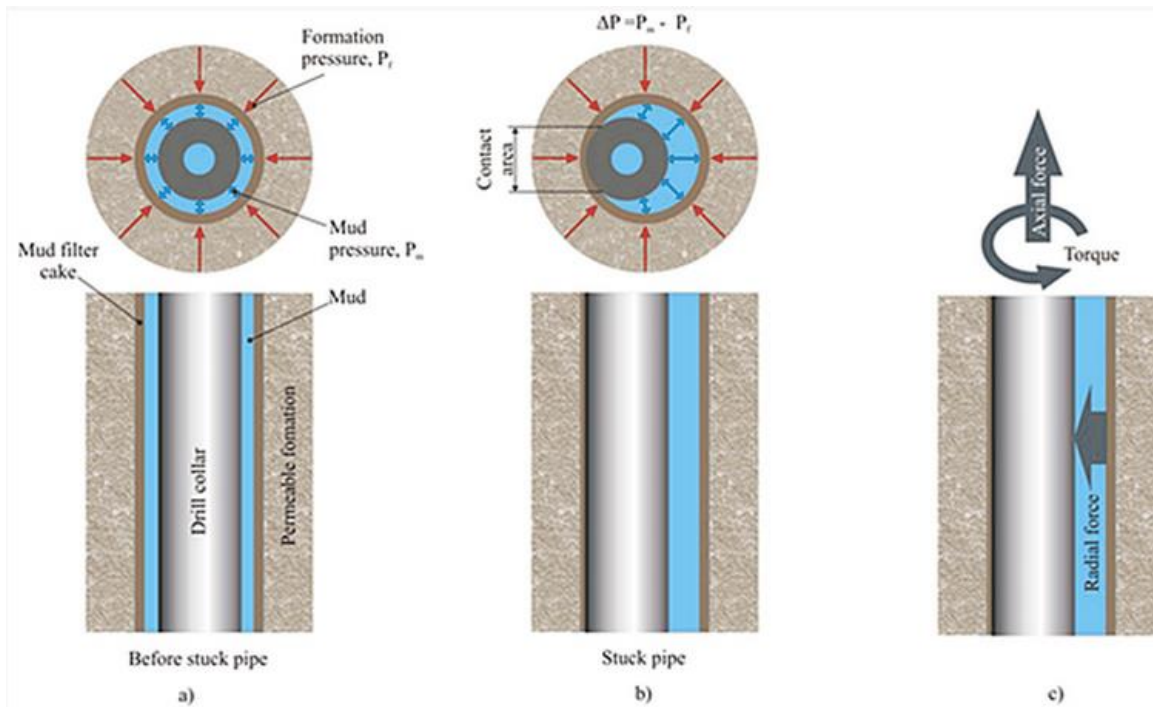 Formation
pressure, P_f
Mud
pressure, P_m
Mud filter
cake
Mud
Drill collar
Permeable fomation
Before stuck pipe
a)
ΔP =P_m - P_f
Contact
area
Stuck pipe
b)
Axial force
Torque
Radial force
c)